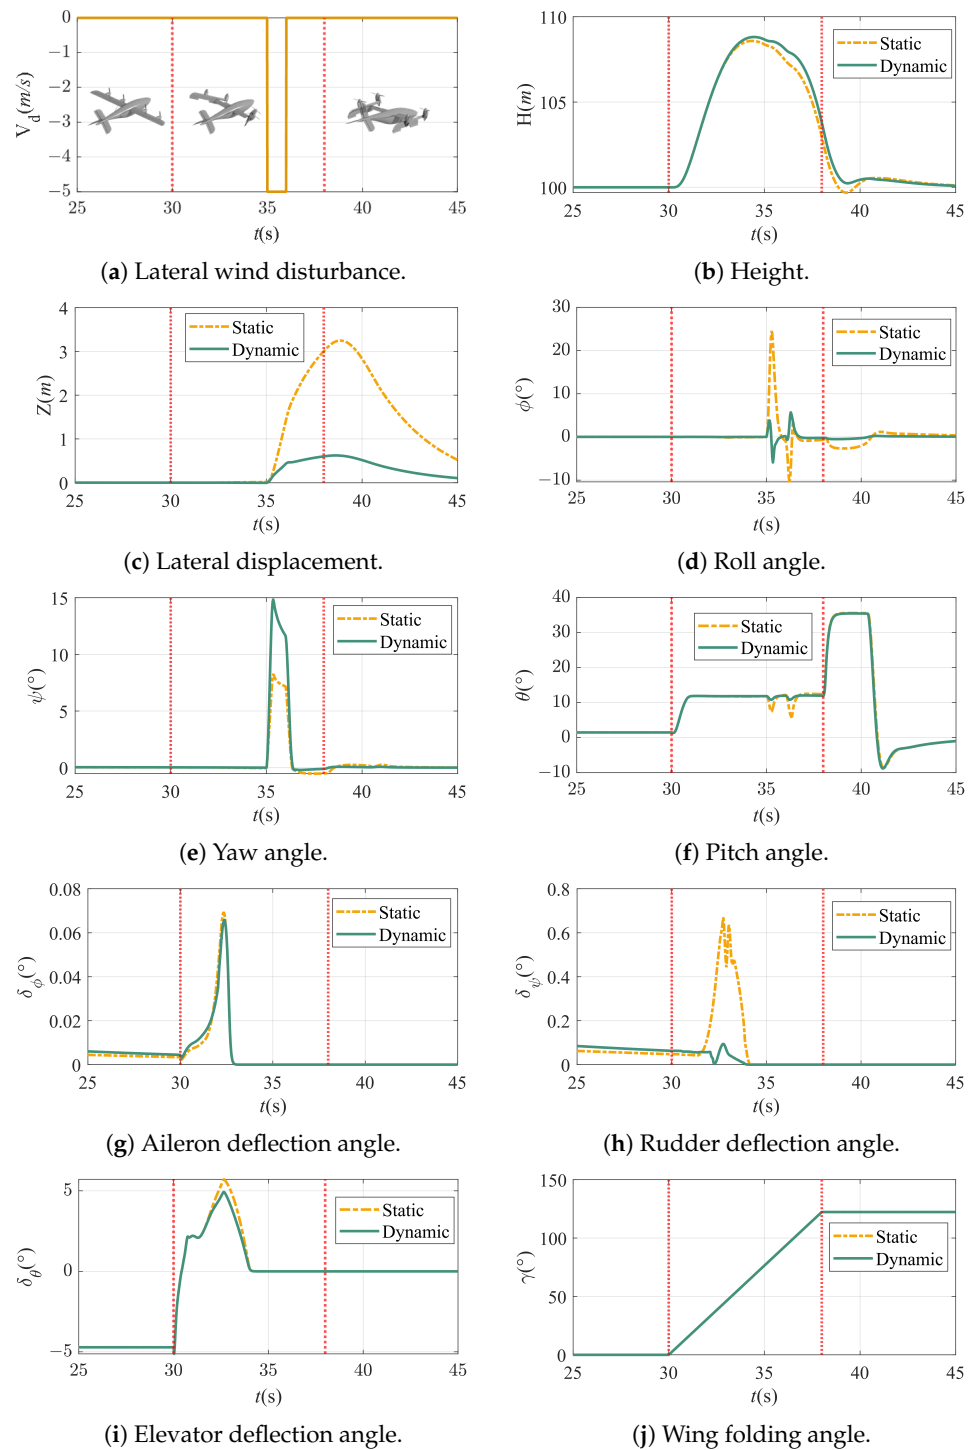 0
−1
−2
−3
−4
−5
V_d(m/s)
25 30 35 40 45
t(s)
(a) Lateral wind disturbance.
110
105
100
H(m)
Static
Dynamic
25 30 35 40 45
t(s)
(b) Height.
4
3
2
1
0
Z(m)
Static
Dynamic
25 30 35 40 45
t(s)
(c) Lateral displacement.
30
20
10
0
−10
ϕ(°)
Static
Dynamic
25 30 35 40 45
t(s)
(d) Roll angle.
15
10
5
0
ψ(°)
Static
Dynamic
25 30 35 40 45
t(s)
(e) Yaw angle.
40
30
20
10
0
−10
θ(°)
Static
Dynamic
25 30 35 40 45
t(s)
(f) Pitch angle.
0.08
0.06
0.04
0.02
0
δ_ϕ(°)
Static
Dynamic
25 30 35 40 45
t(s)
(g) Aileron deflection angle.
0.8
0.6
0.4
0.2
0
δ_ψ(°)
Static
Dynamic
25 30 35 40 45
t(s)
(h) Rudder deflection angle.
5
0
−5
δ_θ(°)
Static
Dynamic
25 30 35 40 45
t(s)
(i) Elevator deflection angle.
150
100
50
0
γ(°)
Static
Dynamic
25 30 35 40 45
t(s)
(j) Wing folding angle.